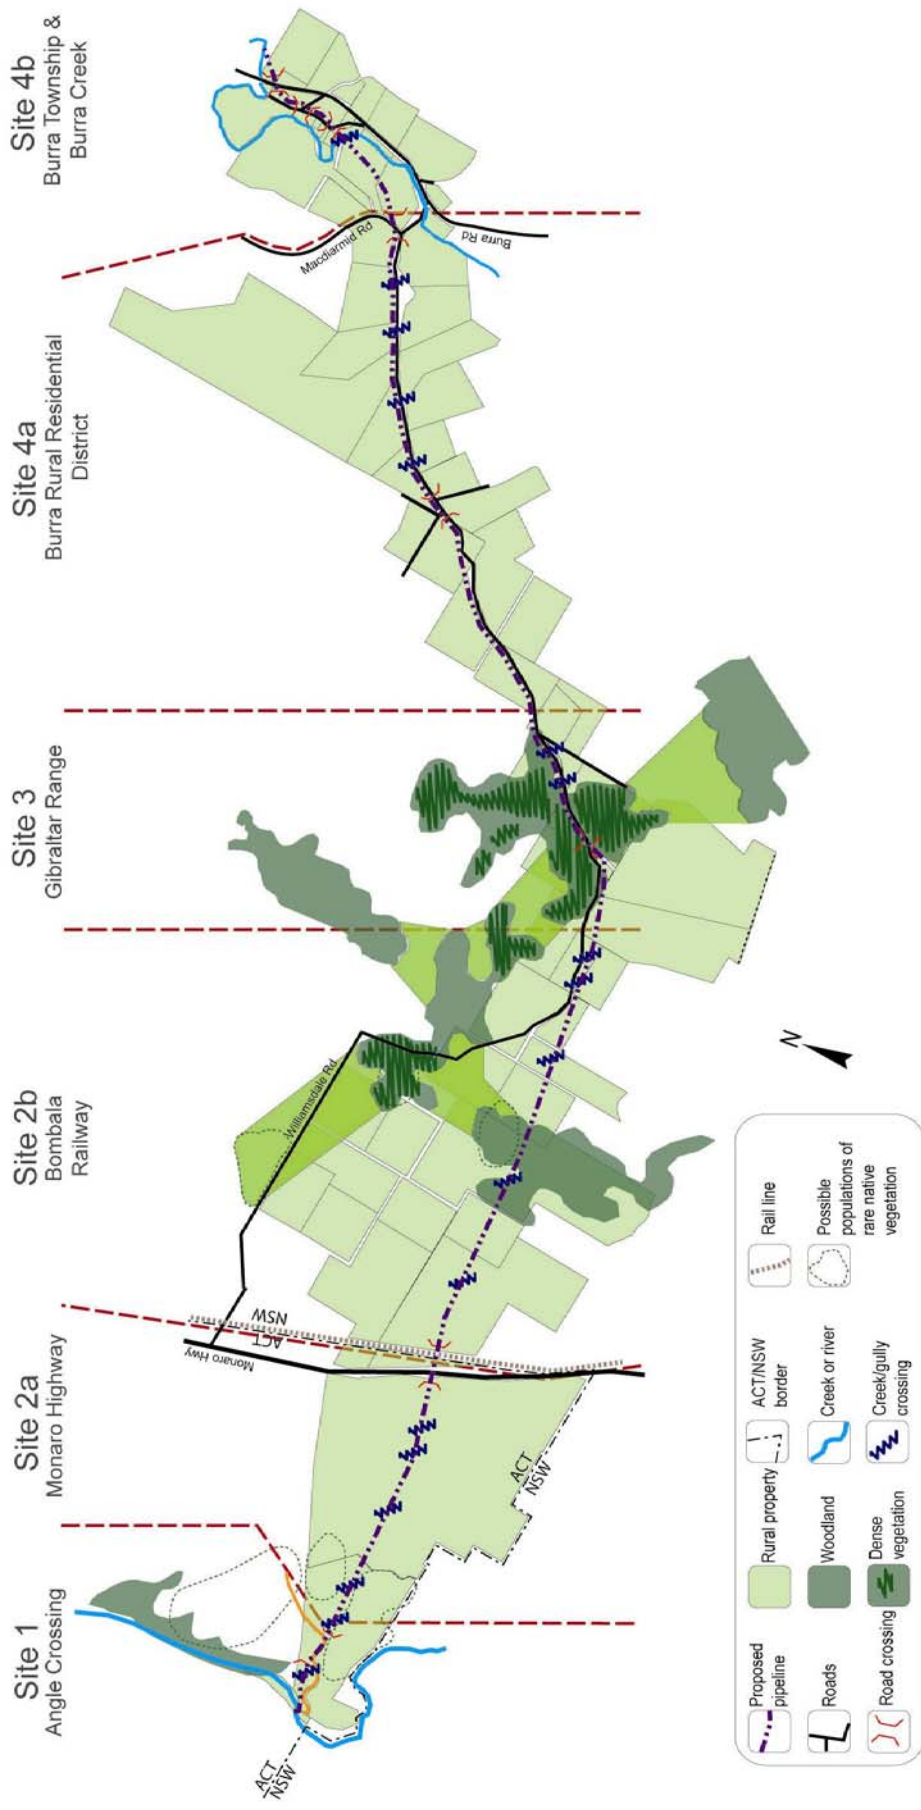 Site 1
Angle Crossing
Site 2a
Monaro Highway
Site 2b
Bombala
Railway
Site 3
Gibraltar Range
Site 4a
Burra Rural Residential
District
Site 4b
Burra Township &
Burra Creek
ACT
NSW
ACT
NSW
Monaro Hwy
ACT
NSW
Williamsdale Rd
Macdiarmid Rd
Burra Rd
N
Proposed
pipeline
Rural property
ACT/NSW
border
Rail line
Roads
Woodland
Creek or river
Possible
populations of
rare native
vegetation
Road crossing
Dense
vegetation
Creek/gully
crossing